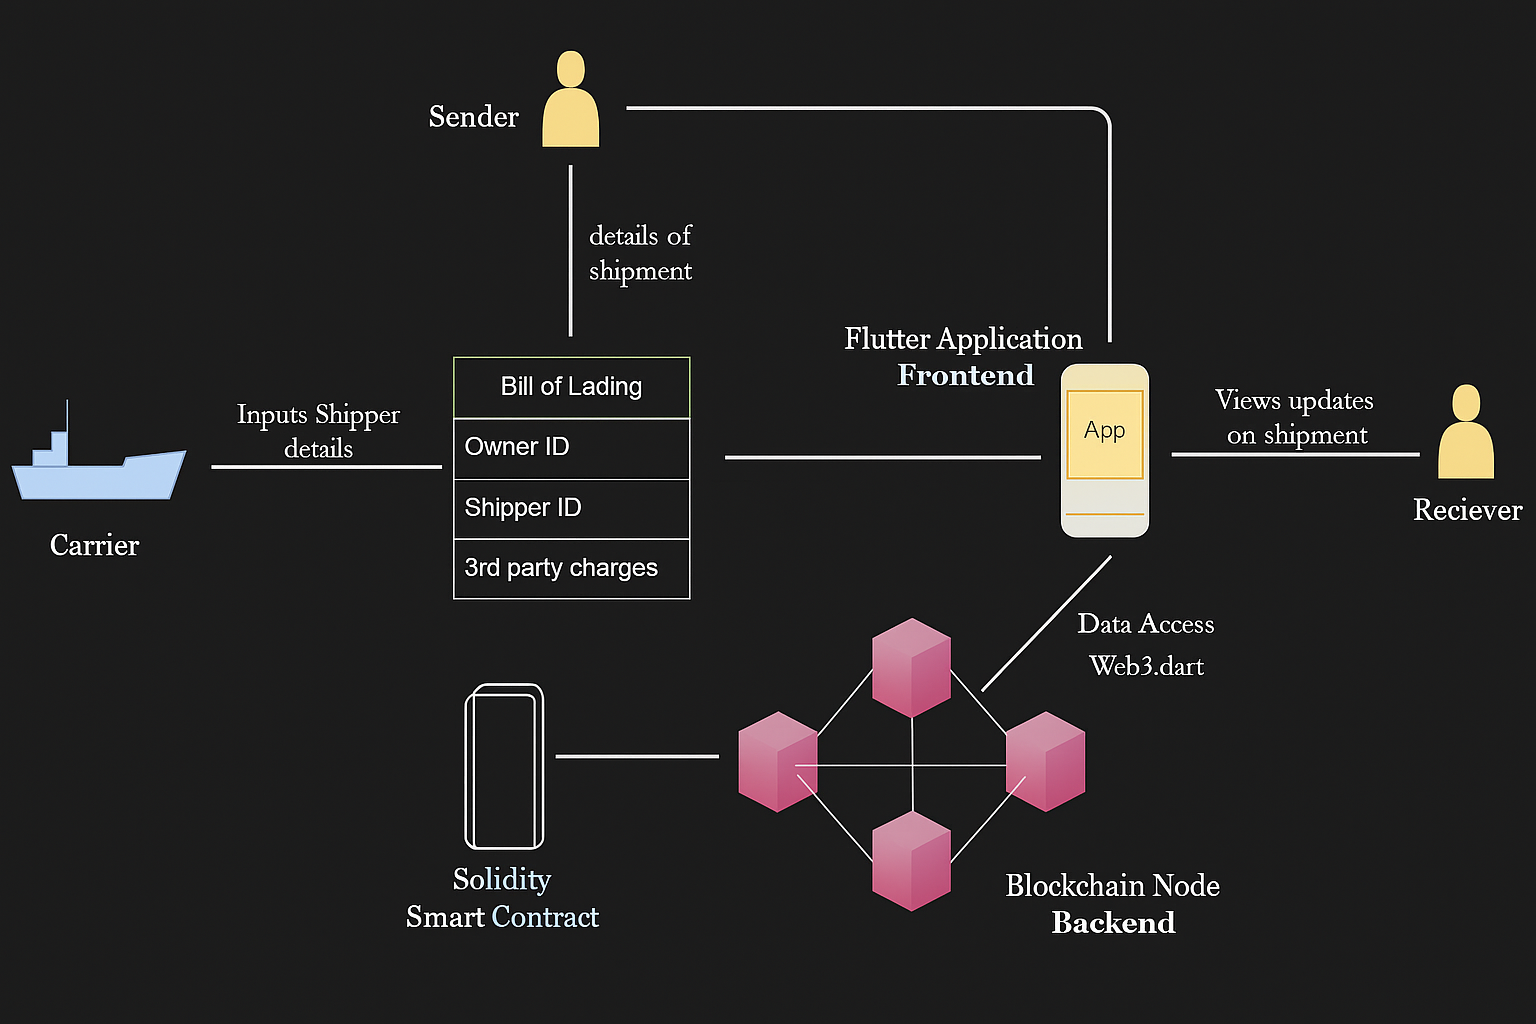 Sender
details of
shipment
Flutter Application
Frontend
Bill of Lading
Owner ID
Shipper ID
3rd party charges
Inputs Shipper
details
Carrier
App
Views updates
on shipment
Reciever
Data Access
Web3.dart
Solidity
Smart Contract
Blockchain Node
Backend